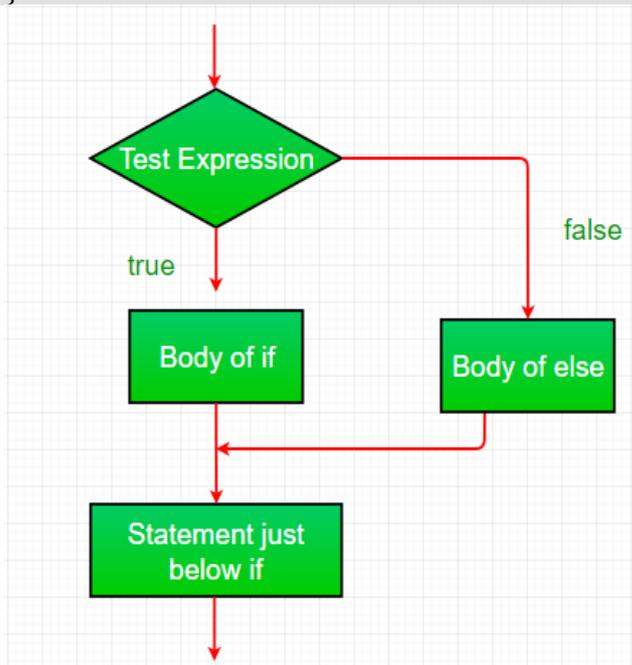 Test Expression
false
true
Body of if
Body of else
Statement just
below if